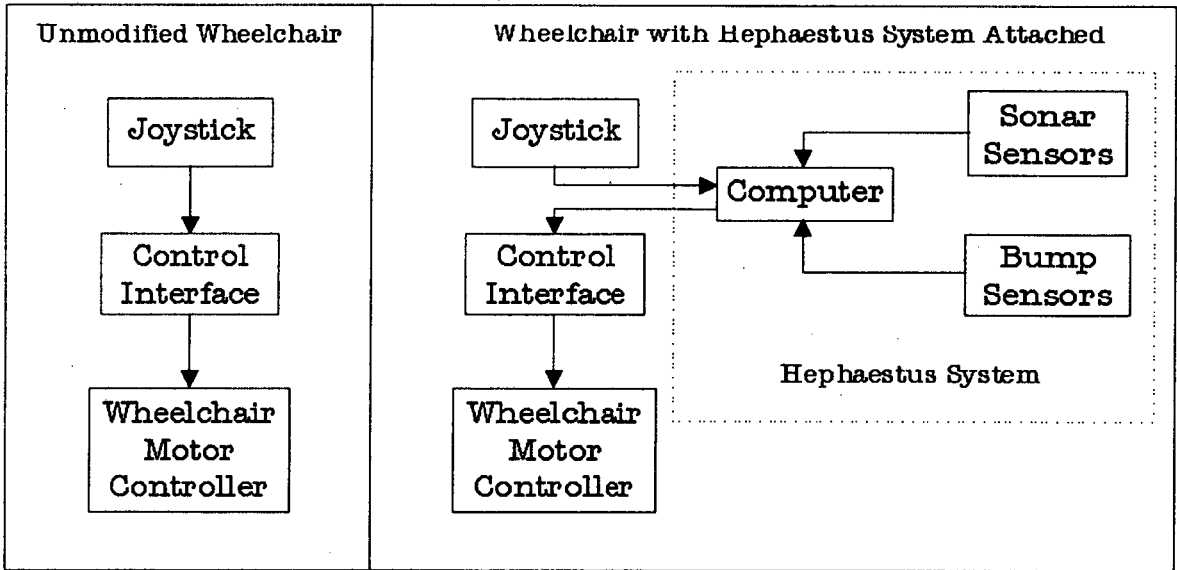 Unmodified Wheelchair
Joystick
Control
Interface
Wheelchair
Motor
Controller
Wheelchair with Hephaestus System Attached
Joystick
Control
Interface
Wheelchair
Motor
Controller
Computer
Sonar
Sensors
Bump
Sensors
Hephaestus System